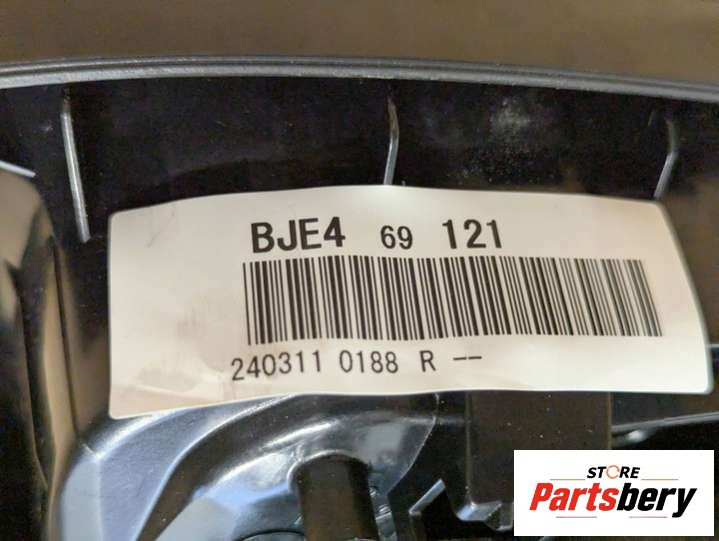 BJE4 69 121
240311 0188 R --
STORE
Partsbery